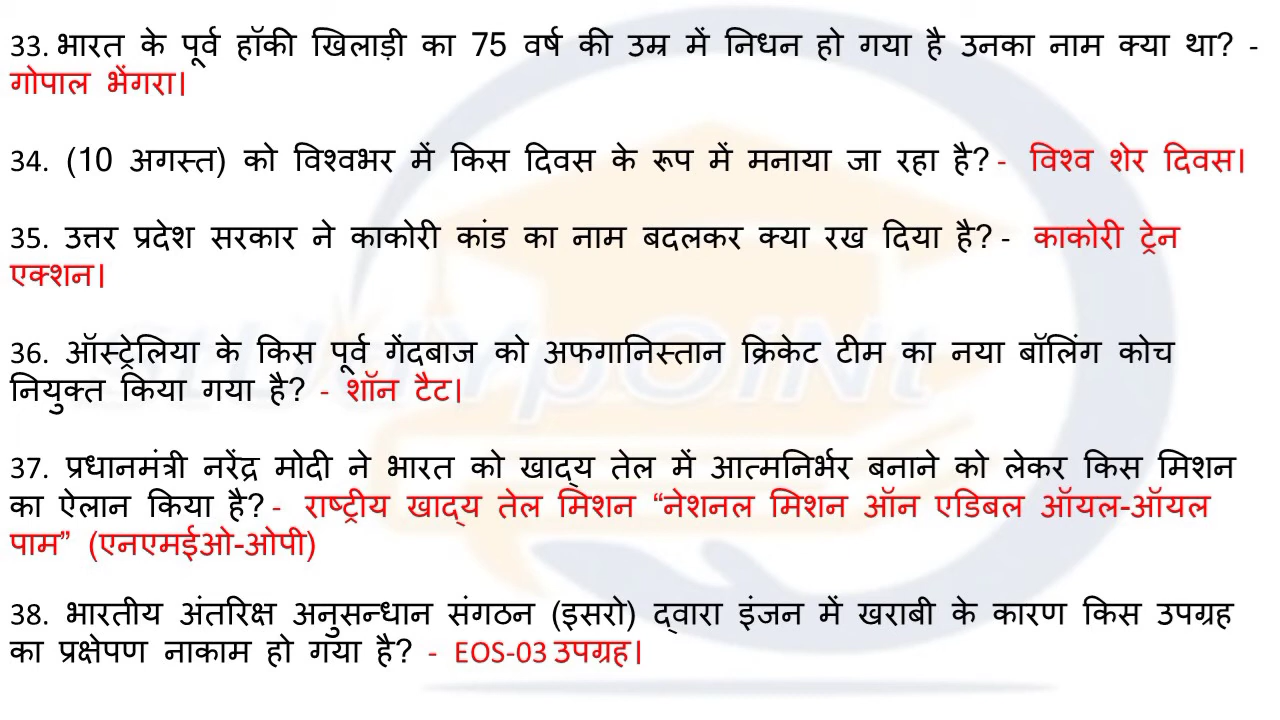 33. भारत के पूर्व हॉकी खिलाड़ी का 75 वर्ष की उम्र में निधन हो गया है उनका नाम क्या था? -
गोपाल भेंगरा।
34. (10 अगस्त) को विश्वभर में किस दिवस के रूप में मनाया जा रहा है? - विश्व शेर दिवस।
35. उत्तर प्रदेश सरकार ने काकोरी कांड का नाम बदलकर क्या रख दिया है? - काकोरी ट्रेन
एक्शन।
36. ऑस्ट्रेलिया के किस पूर्व गेंदबाज को अफगानिस्तान क्रिकेट टीम का नया बॉलिंग कोच
नियुक्त किया गया है? - शॉन टैट।
37. प्रधानमंत्री नरेंद्र मोदी ने भारत को खाद्य तेल में आत्मनिर्भर बनाने को लेकर किस मिशन
का ऐलान किया है? - राष्ट्रीय खाद्य तेल मिशन “नेशनल मिशन ऑन एडिबल ऑयल-ऑयल
पाम” (एनएमईओ-ओपी)
38. भारतीय अंतरिक्ष अनुसन्धान संगठन (इसरो) द्वारा इंजन में खराबी के कारण किस उपग्रह
का प्रक्षेपण नाकाम हो गया है? - EOS-03 उपग्रह।